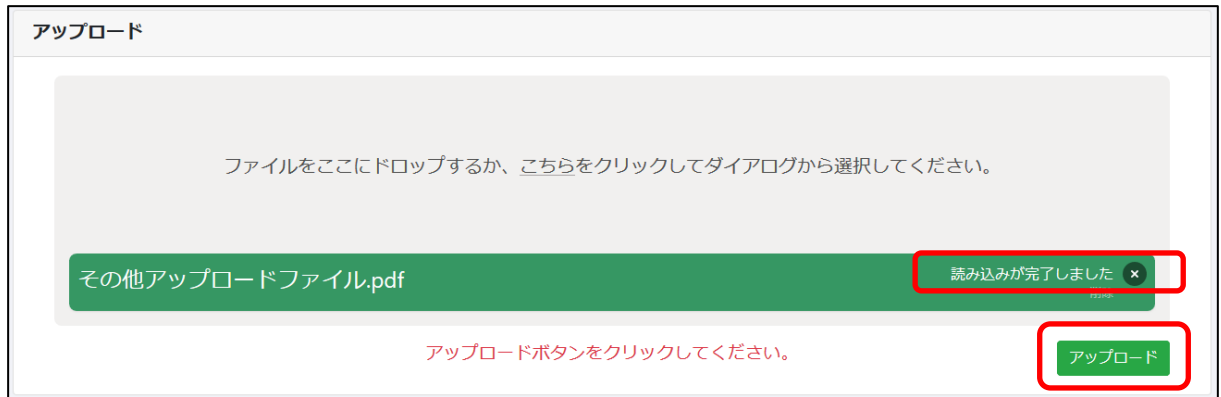 アップロード
ファイルをここにドロップするか、こちらをクリックしてダイアログから選択してください。
その他アップロードファイル.pdf
読み込みが完了しました
削除
アップロードボタンをクリックしてください。
アップロード